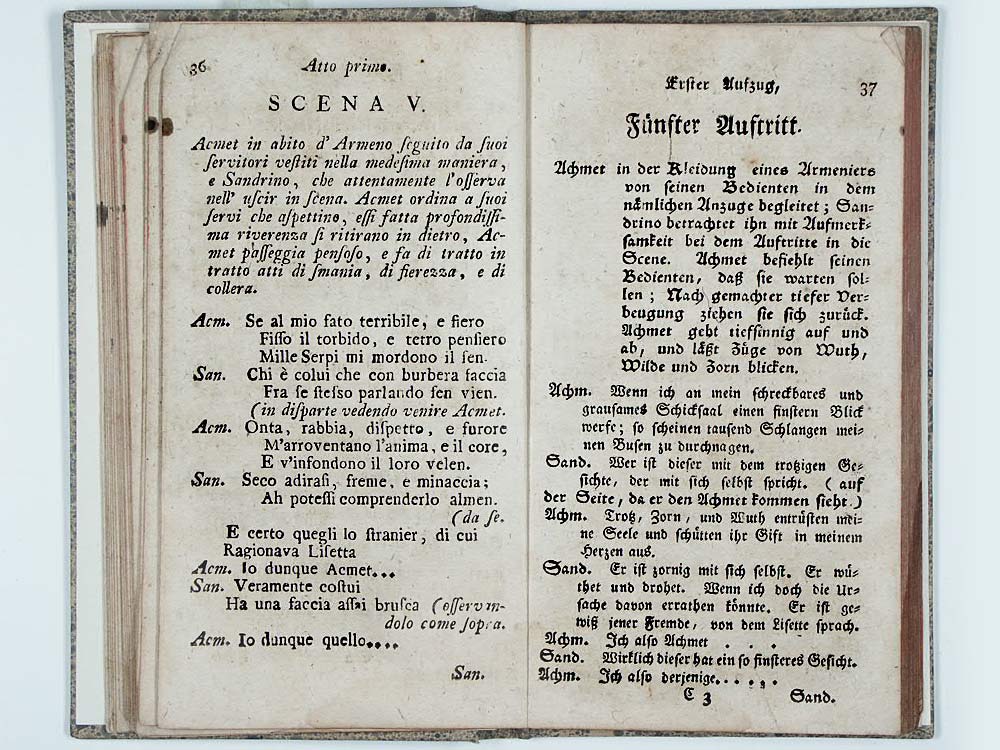 36
Atto primo.
SCENA V.
Acmet in abito d' Armeno ſeguito da ſuoi
ſervitori veſtiti nella medeſima maniera,
e Sandrino, che attentamente l'oſſerva
nell' uſcir in ſcena. Acmet ordina a ſuoi
ſervi che aſpettino, eſſi fatta profondiſſi-
ma riverenza ſi ritirano in dietro, Ac-
met paſſeggia penſoſo, e fa di tratto in
tratto atti di ſmania, di fierezza, e di
collera.
Acm. Se al mio fato terribile, e fiero
Fiſſo il torbido, e tetro penſiero
Mille Serpi mi mordono il ſen.
San. Chi è colui che con burbera faccia
Fra ſe ſteſſo parlando ſen vien.
(in diſparte vedendo venire Acmet.
Acm. Onta, rabbia, diſpetto, e furore
M'arroventano l'anima, e il core,
E v'infondono il loro velen.
San. Seco adiraſi, freme, e minaccia;
Ah poteſſi comprenderlo almen.
(da ſe.
E certo quegli lo ſtranier, di cui
Ragionava Liſetta
Acm. Io dunque Acmet...
San. Veramente coſtui
Ha una faccia aſſai bruſca (oſſervan-
dolo come ſopra.
Acm. Io dunque quello....
San.
Erſter Aufzug,
37
Fünfter Auftritt.
Achmet in der Kleidung eines Armeniers
von ſeinen Bedienten in dem
nämlichen Anzuge begleitet; San-
drino betrachtet ihn mit Aufmerk-
ſamkeit bei dem Auftritte in die
Scene. Achmet befiehlt ſeinen
Bedienten, daß ſie warten ſol-
len; Nach gemachter tiefer Ver-
beugung ziehen ſie ſich zurück.
Achmet geht tiefſinnig auf und
ab, und läßt Züge von Wuth,
Wilde und Zorn blicken.
Achm. Wenn ich an mein ſchreckbares und
grauſames Schickſaal einen finſtern Blick
werfe; ſo ſcheinen tauſend Schlangen mei-
nen Buſen zu durchnagen.
Sand. Wer iſt dieſer mit dem trotzigen Ge-
ſichte, der mit ſich ſelbſt ſpricht. (auf
der Seite, da er den Achmet kommen ſieht.)
Achm. Trotz, Zorn, und Wuth entrüſten mei-
ne Seele und ſchütten ihr Gift in meinem
Herzen aus.
Sand. Er iſt zornig mit ſich ſelbſt. Er wü-
thet und drohet. Wenn ich doch die Ur-
ſache davon errathen könnte. Er iſt ge-
wiß jener Fremde, von dem Liſette ſprach.
Achm. Ich alſo Achmet . . .
Sand. Wirklich dieſer hat ein ſo finſteres Geſicht.
Achm. Ich alſo derjenige......
C 3
Sand.